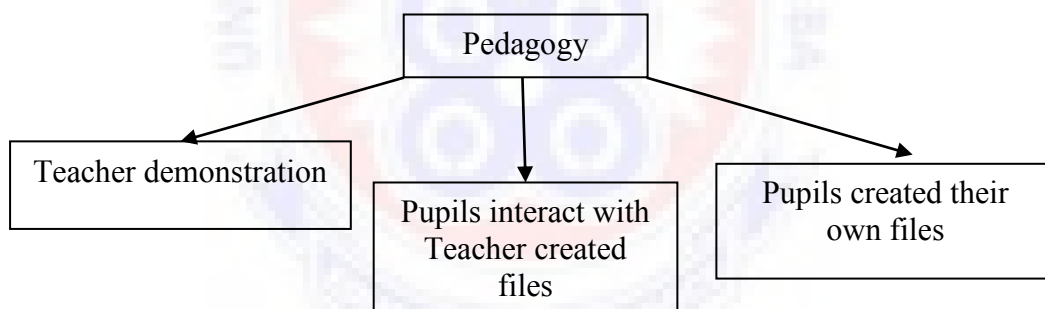 Pedagogy
Teacher demonstration
Pupils interact with
Teacher created
files
Pupils created their
own files